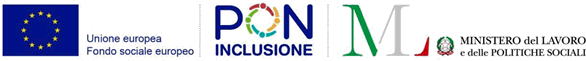 Unione europea
Fondo sociale europeo
PON
INCLUSIONE
ML
MINISTERO del LAVORO
e delle POLITICHE SOCIALI